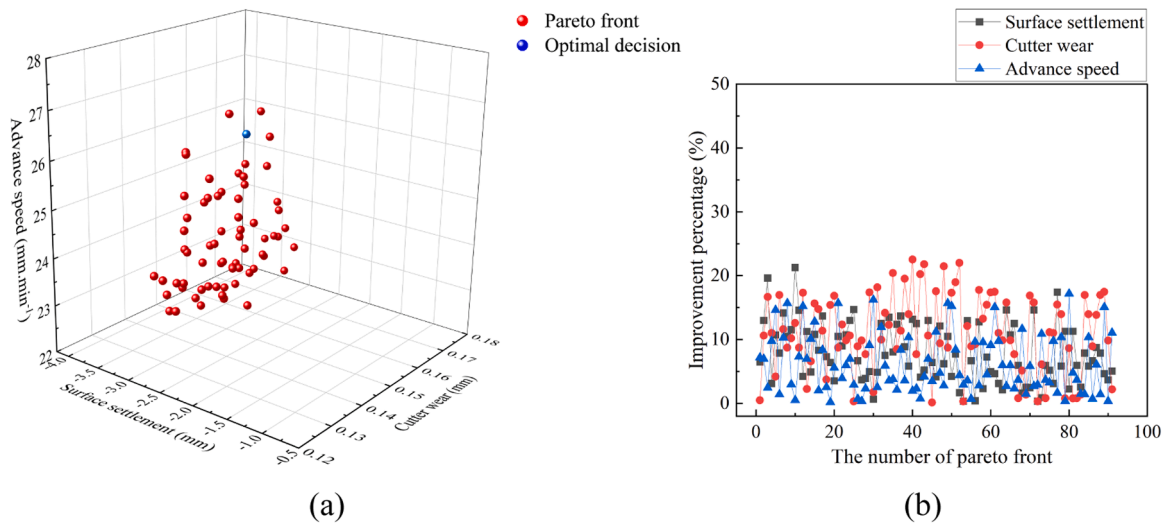 Pareto front
Optimal decision
28
27
26
25
24
23
22
Advance speed (mm.min⁻¹)
-4.0
-3.5
-3.0
-2.5
-2.0
-1.5
-1.0
-0.5
Surface settlement (mm)
0.12
0.13
0.14
0.15
0.16
0.17
0.18
Cutter wear (mm)
(a)
Surface settlement
Cutter wear
Advance speed
50
40
30
20
10
0
Improvement percentage (%)
0 20 40 60 80 100
The number of pareto front
(b)